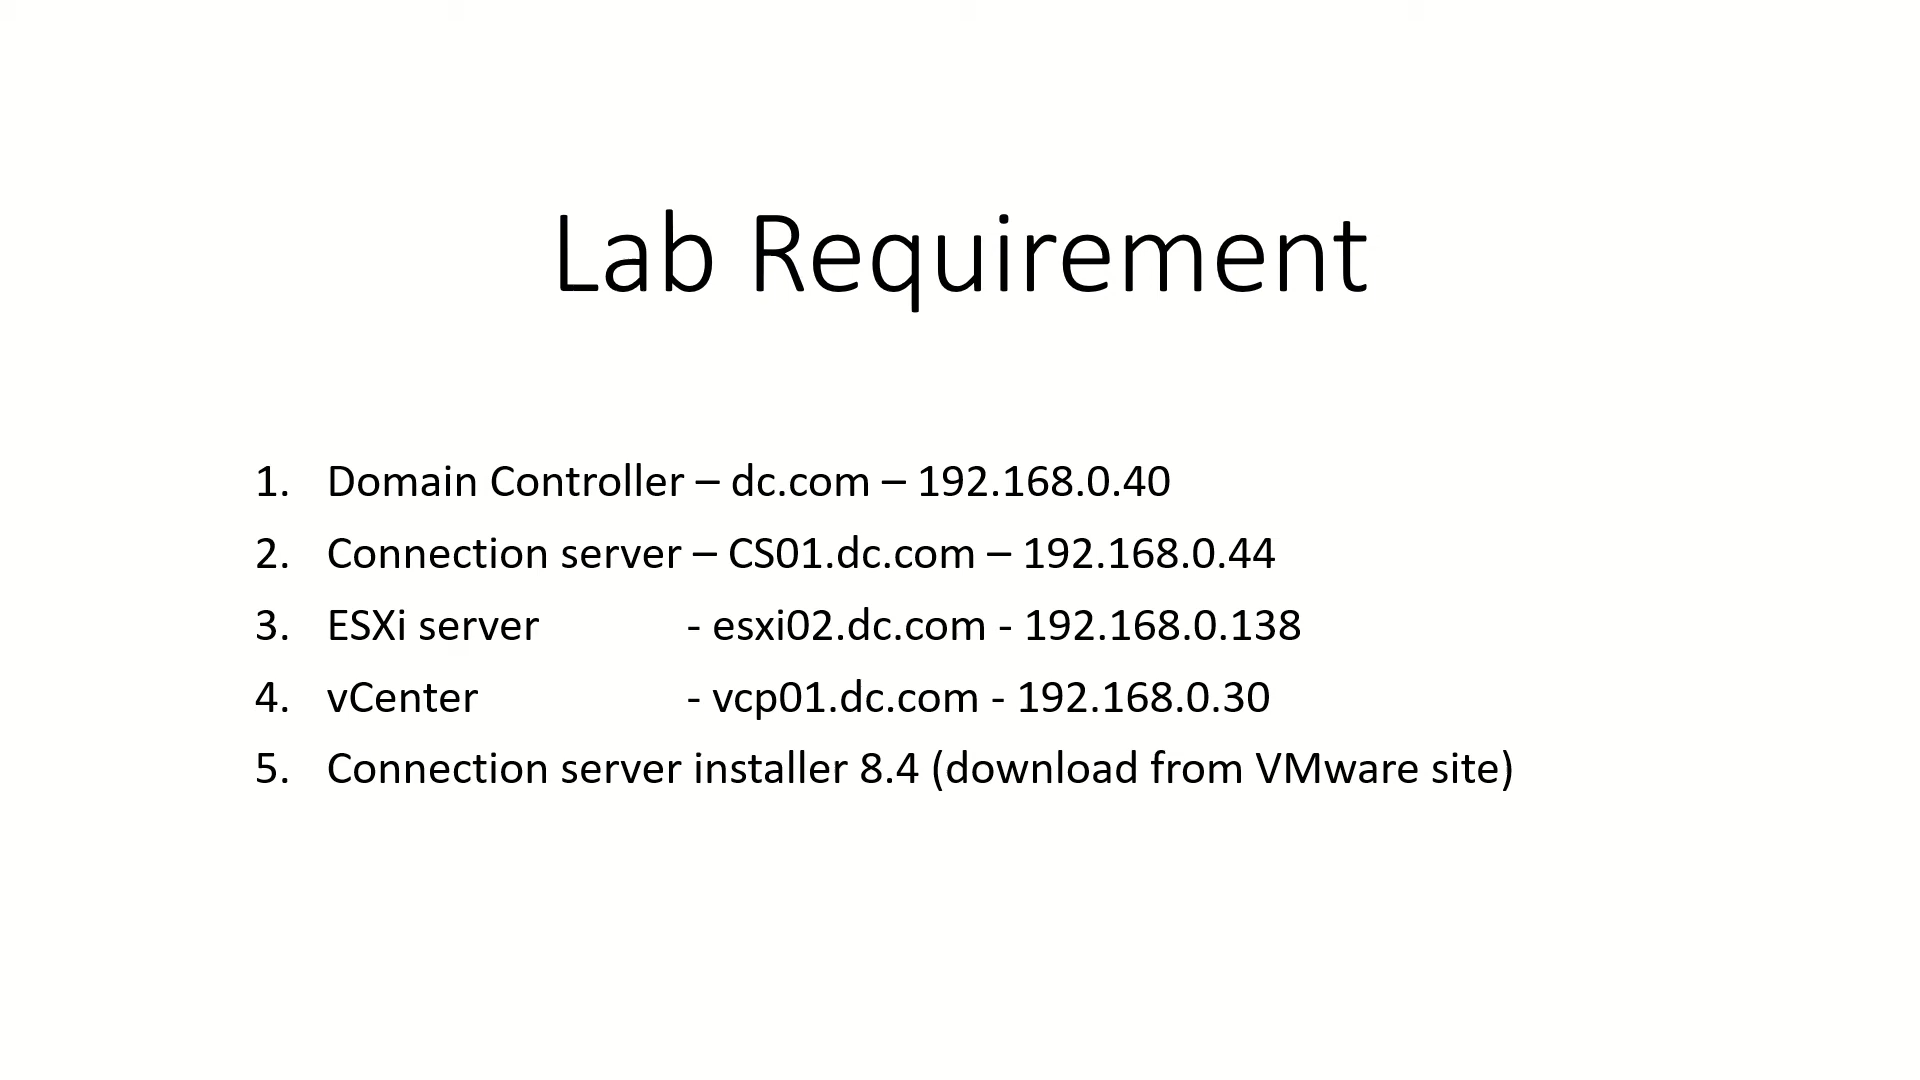 Lab Requirement
1. Domain Controller – dc.com – 192.168.0.40
2. Connection server – CS01.dc.com – 192.168.0.44
3. ESXi server - esxi02.dc.com - 192.168.0.138
4. vCenter - vcp01.dc.com - 192.168.0.30
5. Connection server installer 8.4 (download from VMware site)